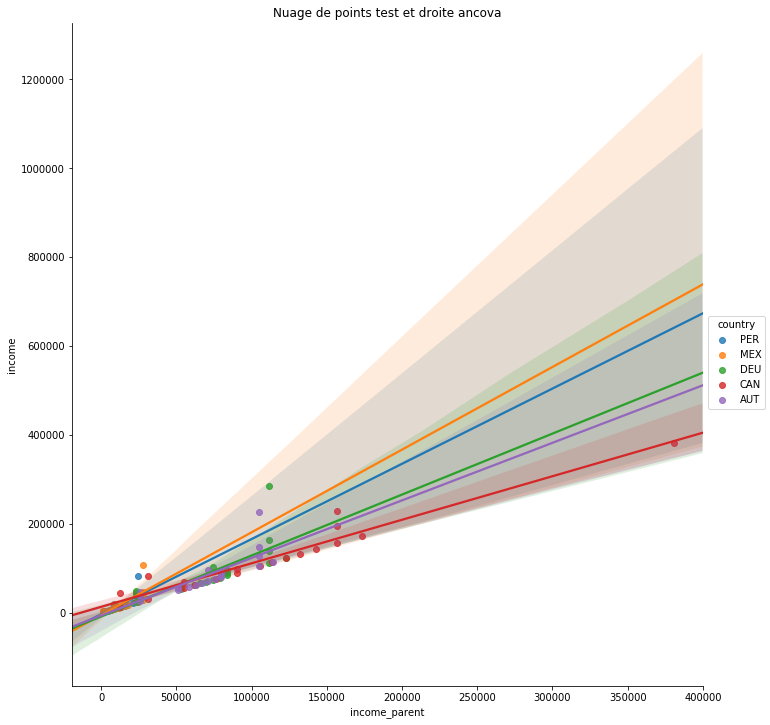 Nuage de points test et droite ancova
1200000
1000000
800000
600000
400000
200000
0
income
0 50000 100000 150000 200000 250000 300000 350000 400000
income_parent
country
PER
MEX
DEU
CAN
AUT